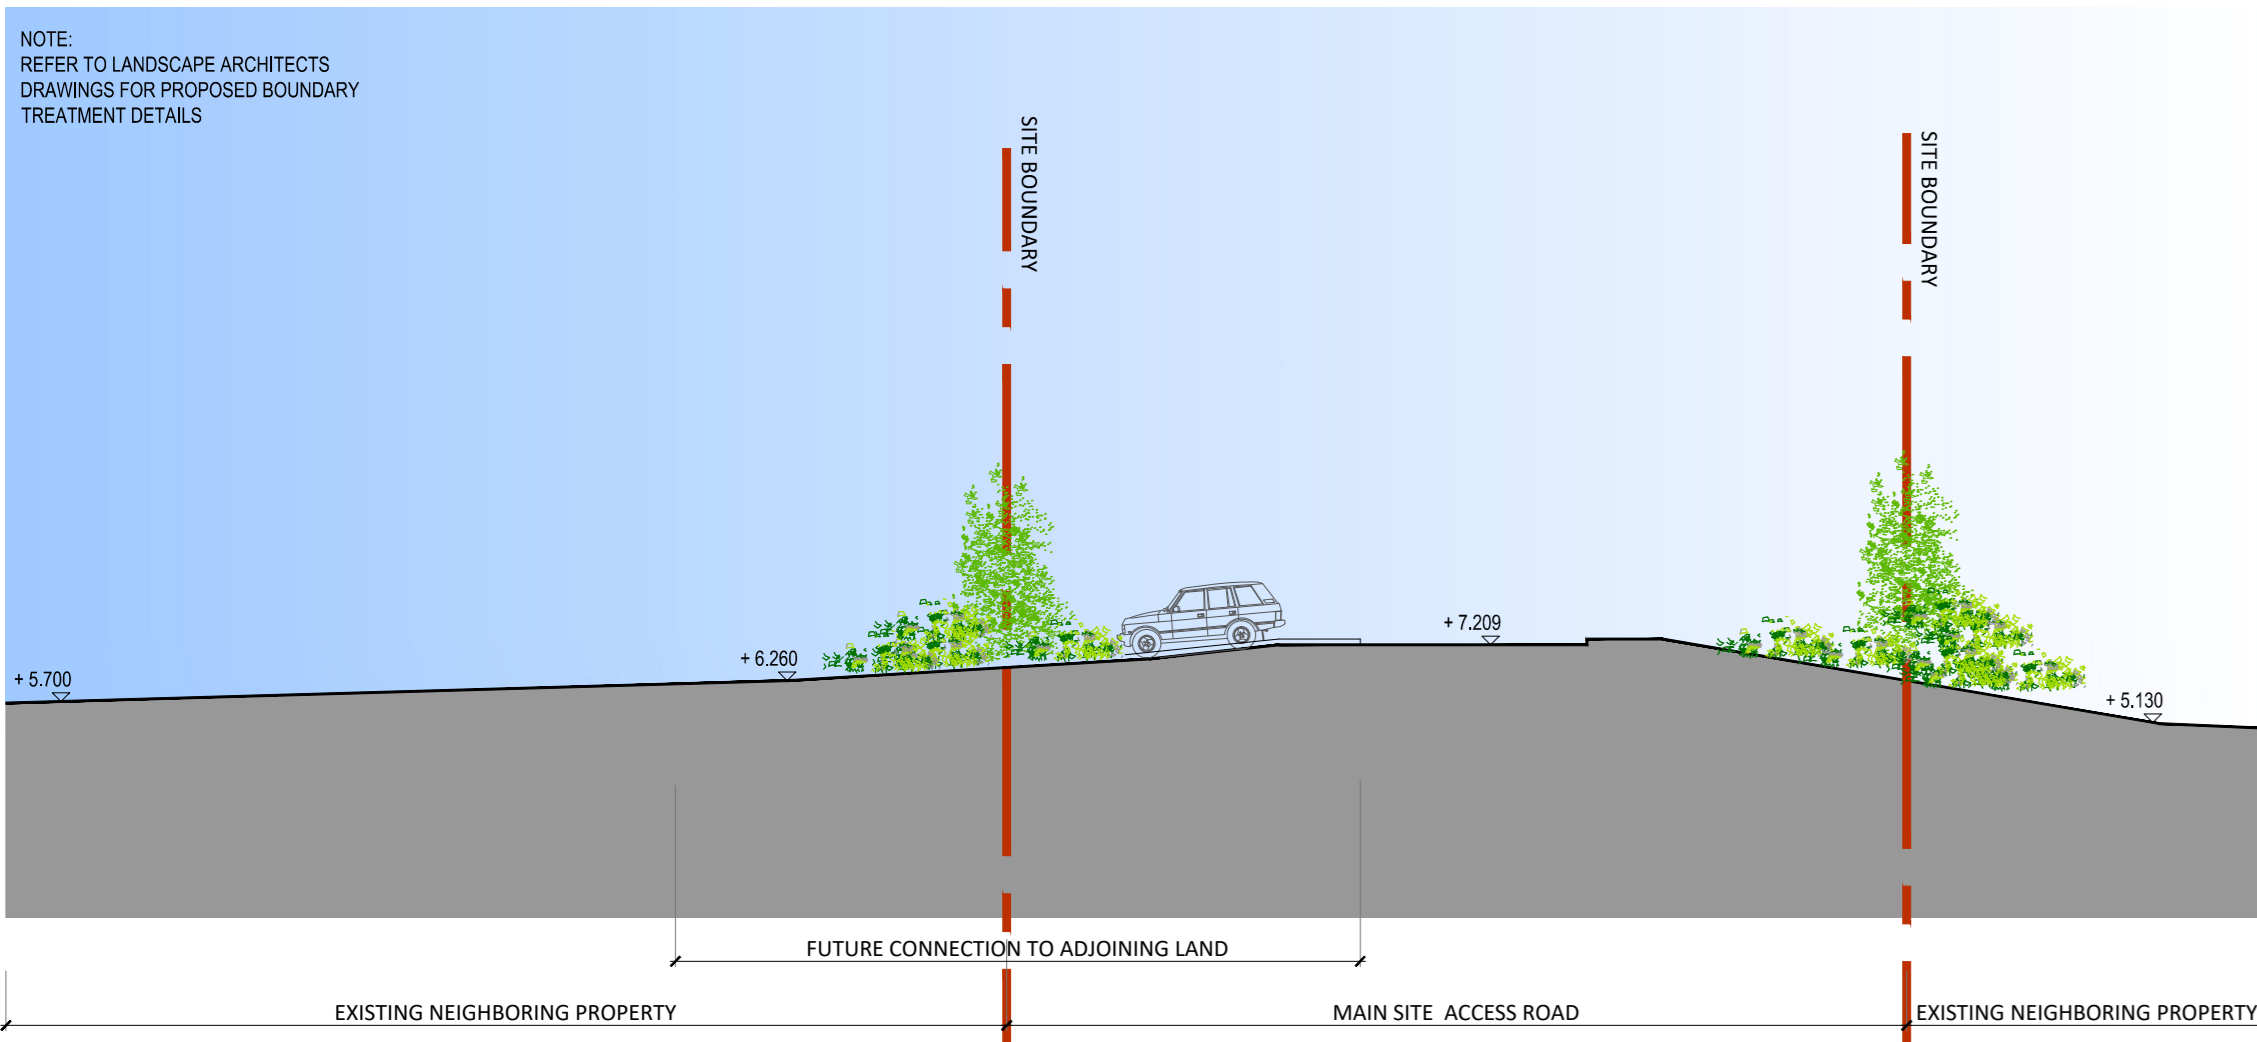 NOTE:
REFER TO LANDSCAPE ARCHITECTS
DRAWINGS FOR PROPOSED BOUNDARY
TREATMENT DETAILS
SITE BOUNDARY
SITE BOUNDARY
+ 7.209
+ 6.260
+ 5.700
+ 5.130
FUTURE CONNECTION TO ADJOINING LAND
EXISTING NEIGHBORING PROPERTY
MAIN SITE ACCESS ROAD
EXISTING NEIGHBORING PROPERTY